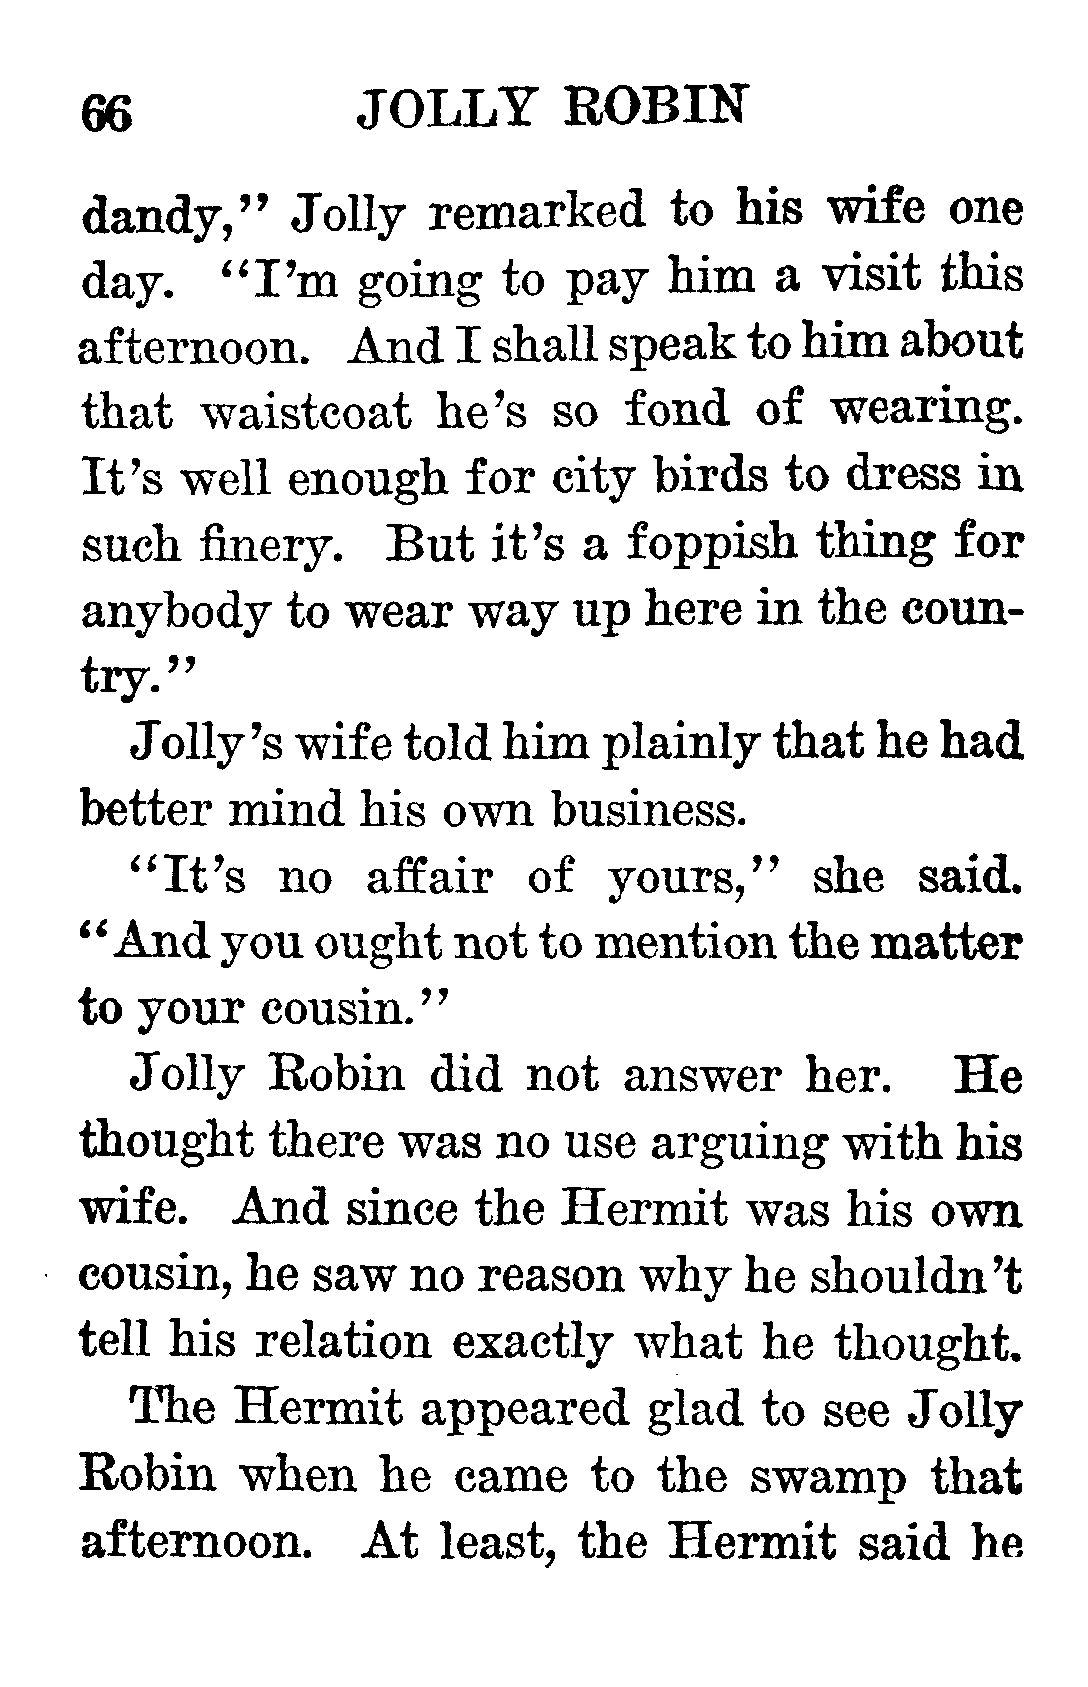 66 JOLLY ROBIN
dandy,” Jolly remarked to his wife one
day. “I’m going to pay him a visit this
afternoon. And I shall speak to him about
that waistcoat he’s so fond of wearing.
It’s well enough for city birds to dress in
such finery. But it’s a foppish thing for
anybody to wear way up here in the coun-
try.”
Jolly’s wife told him plainly that he had
better mind his own business.
“It’s no affair of yours,” she said.
“And you ought not to mention the matter
to your cousin.”
Jolly Robin did not answer her. He
thought there was no use arguing with his
wife. And since the Hermit was his own
cousin, he saw no reason why he shouldn’t
tell his relation exactly what he thought.
The Hermit appeared glad to see Jolly
Robin when he came to the swamp that
afternoon. At least, the Hermit said he